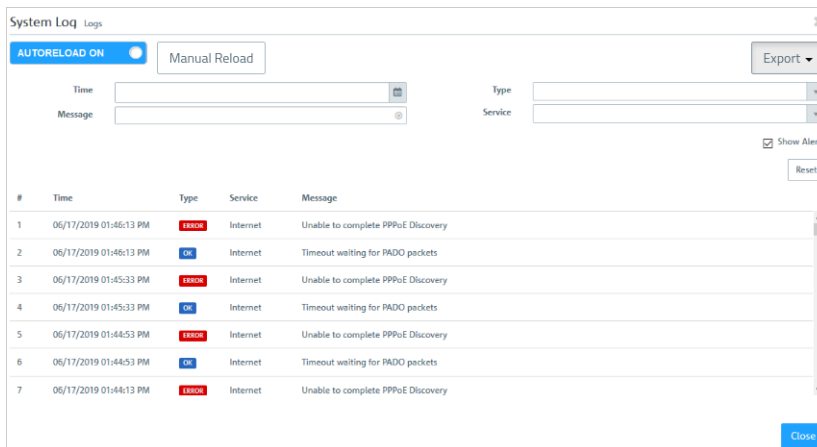 System Log Logs
AUTORELOAD ON
Manual Reload
Export
Time
Type
Message
Service
Show Aler
Reset
# Time Type Service Message
1 06/17/2019 01:46:13 PM ERROR Internet Unable to complete PPPoE Discovery
2 06/17/2019 01:46:13 PM OK Internet Timeout waiting for PADO packets
3 06/17/2019 01:45:33 PM ERROR Internet Unable to complete PPPoE Discovery
4 06/17/2019 01:45:33 PM OK Internet Timeout waiting for PADO packets
5 06/17/2019 01:44:53 PM ERROR Internet Unable to complete PPPoE Discovery
6 06/17/2019 01:44:53 PM OK Internet Timeout waiting for PADO packets
7 06/17/2019 01:44:13 PM ERROR Internet Unable to complete PPPoE Discovery
Close